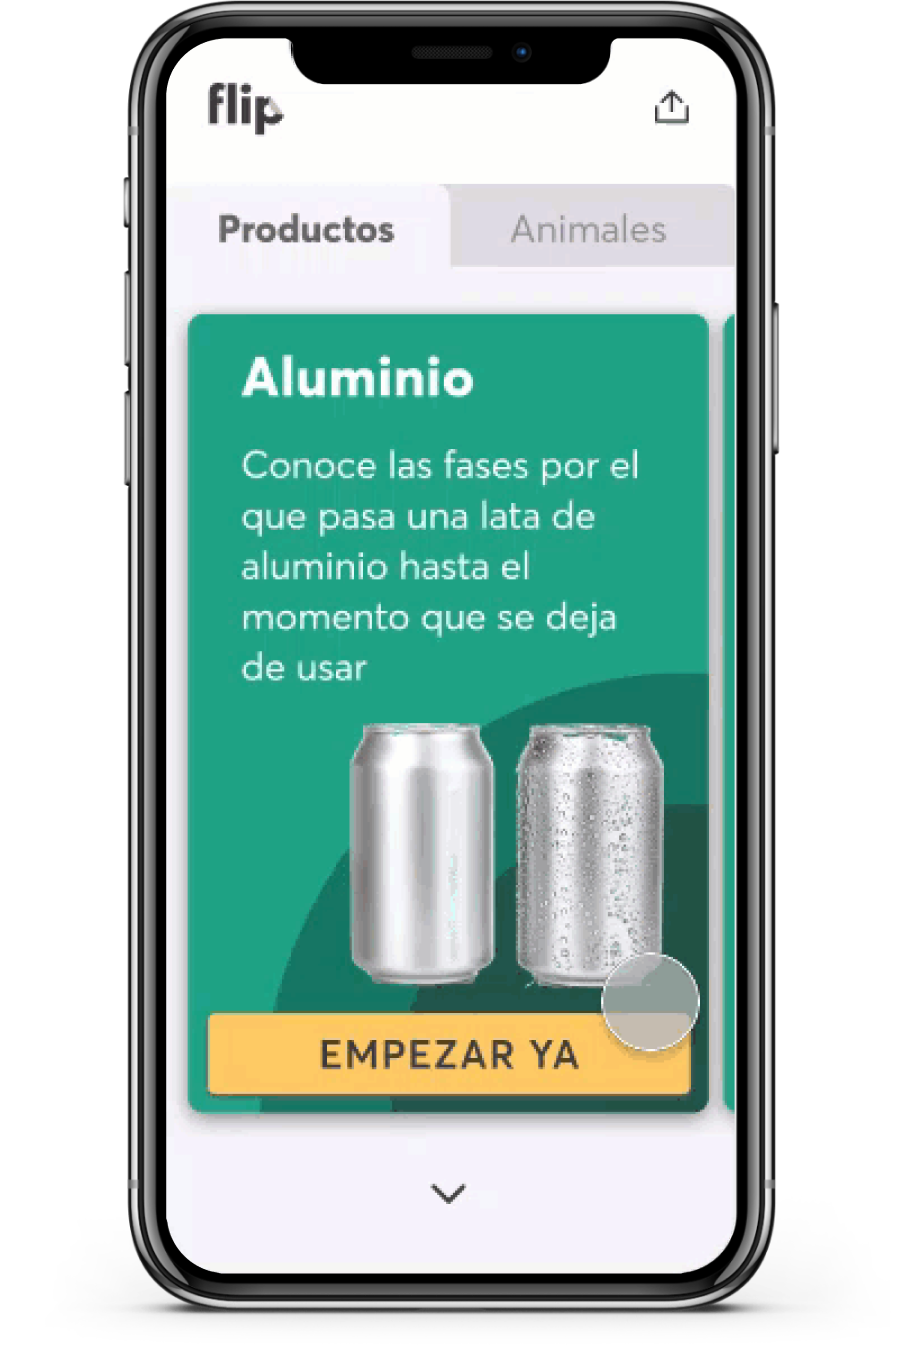 flip
Productos
Animales
Aluminio
Conoce las fases por el
que pasa una lata de
aluminio hasta el
momento que se deja
de usar
EMPEZAR YA